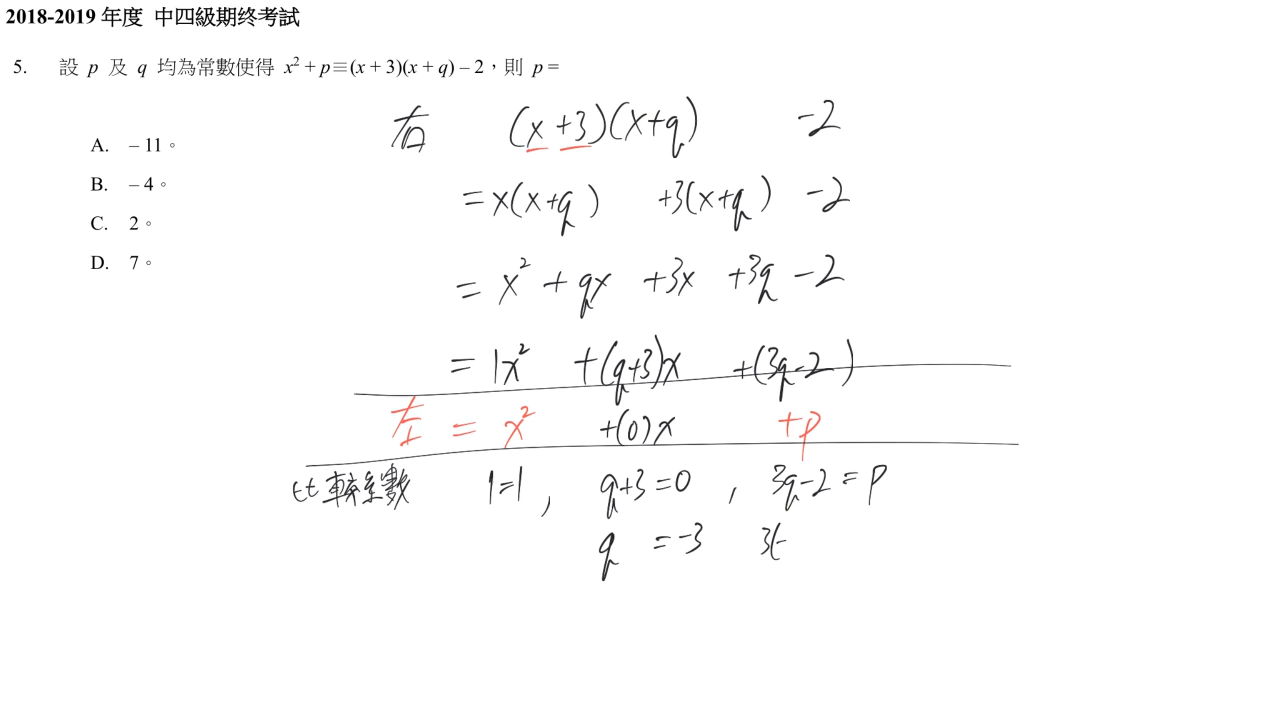 2018-2019 年度 中四級期終考試
5. 設 p 及 q 均為常數使得 x² + p≡(x + 3)(x + q) – 2，則 p =
A. – 11。
B. – 4。
C. 2。
D. 7。
右 (x +3)(x+q) -2
= x(x+q) +3(x+q) -2
= x² + qx +3x +3q -2
= 1x² +(q+3)x +(3q-2)
左 = x² +(0)x +p
比較係數 1=1 , q+3=0 , 3q-2=p
q =-3 3(-